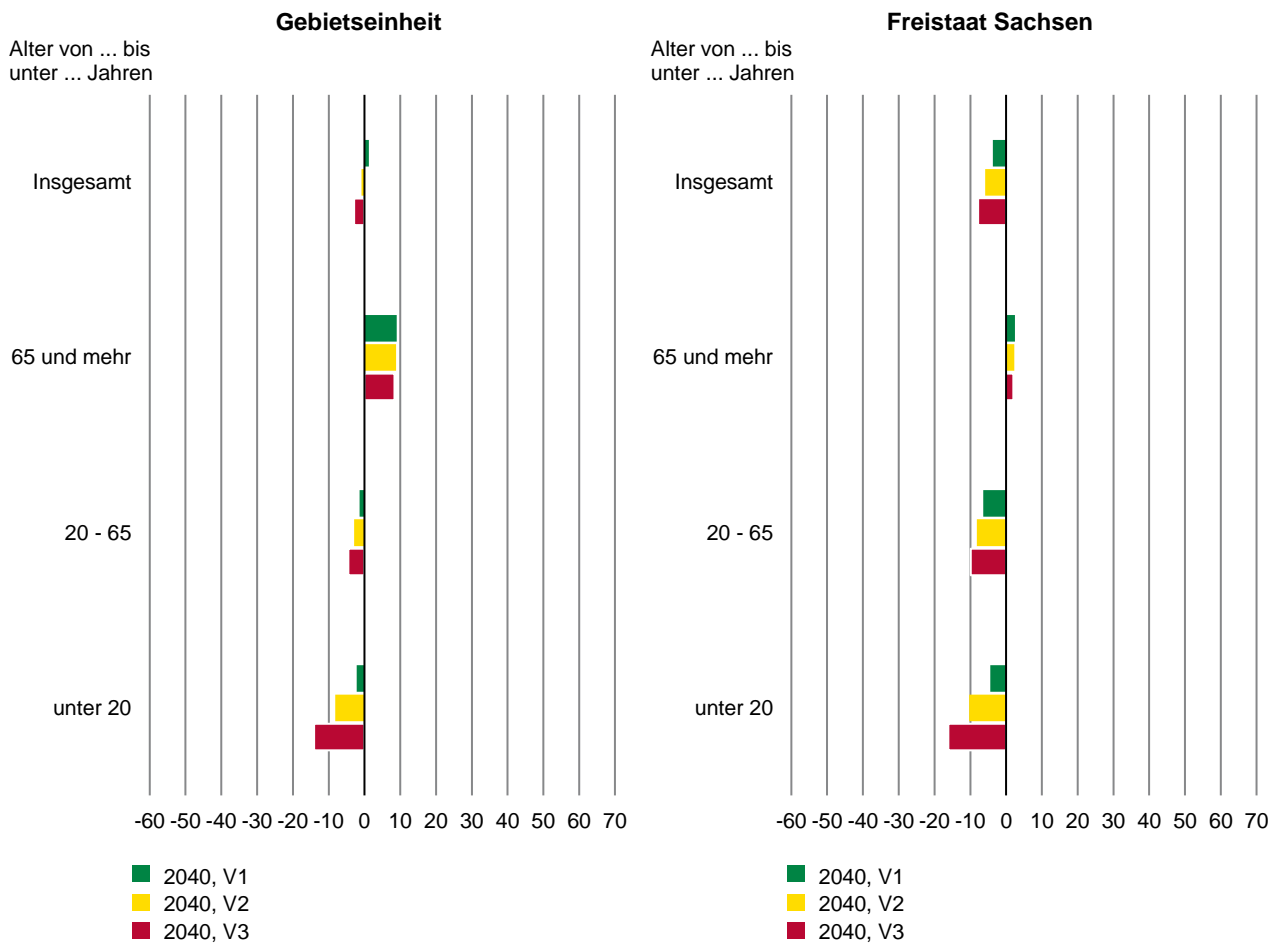 Gebietseinheit
Alter von ... bis
unter ... Jahren
Insgesamt
65 und mehr
20 - 65
unter 20
-60 -50 -40 -30 -20 -10 0 10 20 30 40 50 60 70
2040, V1
2040, V2
2040, V3
Freistaat Sachsen
Alter von ... bis
unter ... Jahren
Insgesamt
65 und mehr
20 - 65
unter 20
-60 -50 -40 -30 -20 -10 0 10 20 30 40 50 60 70
2040, V1
2040, V2
2040, V3